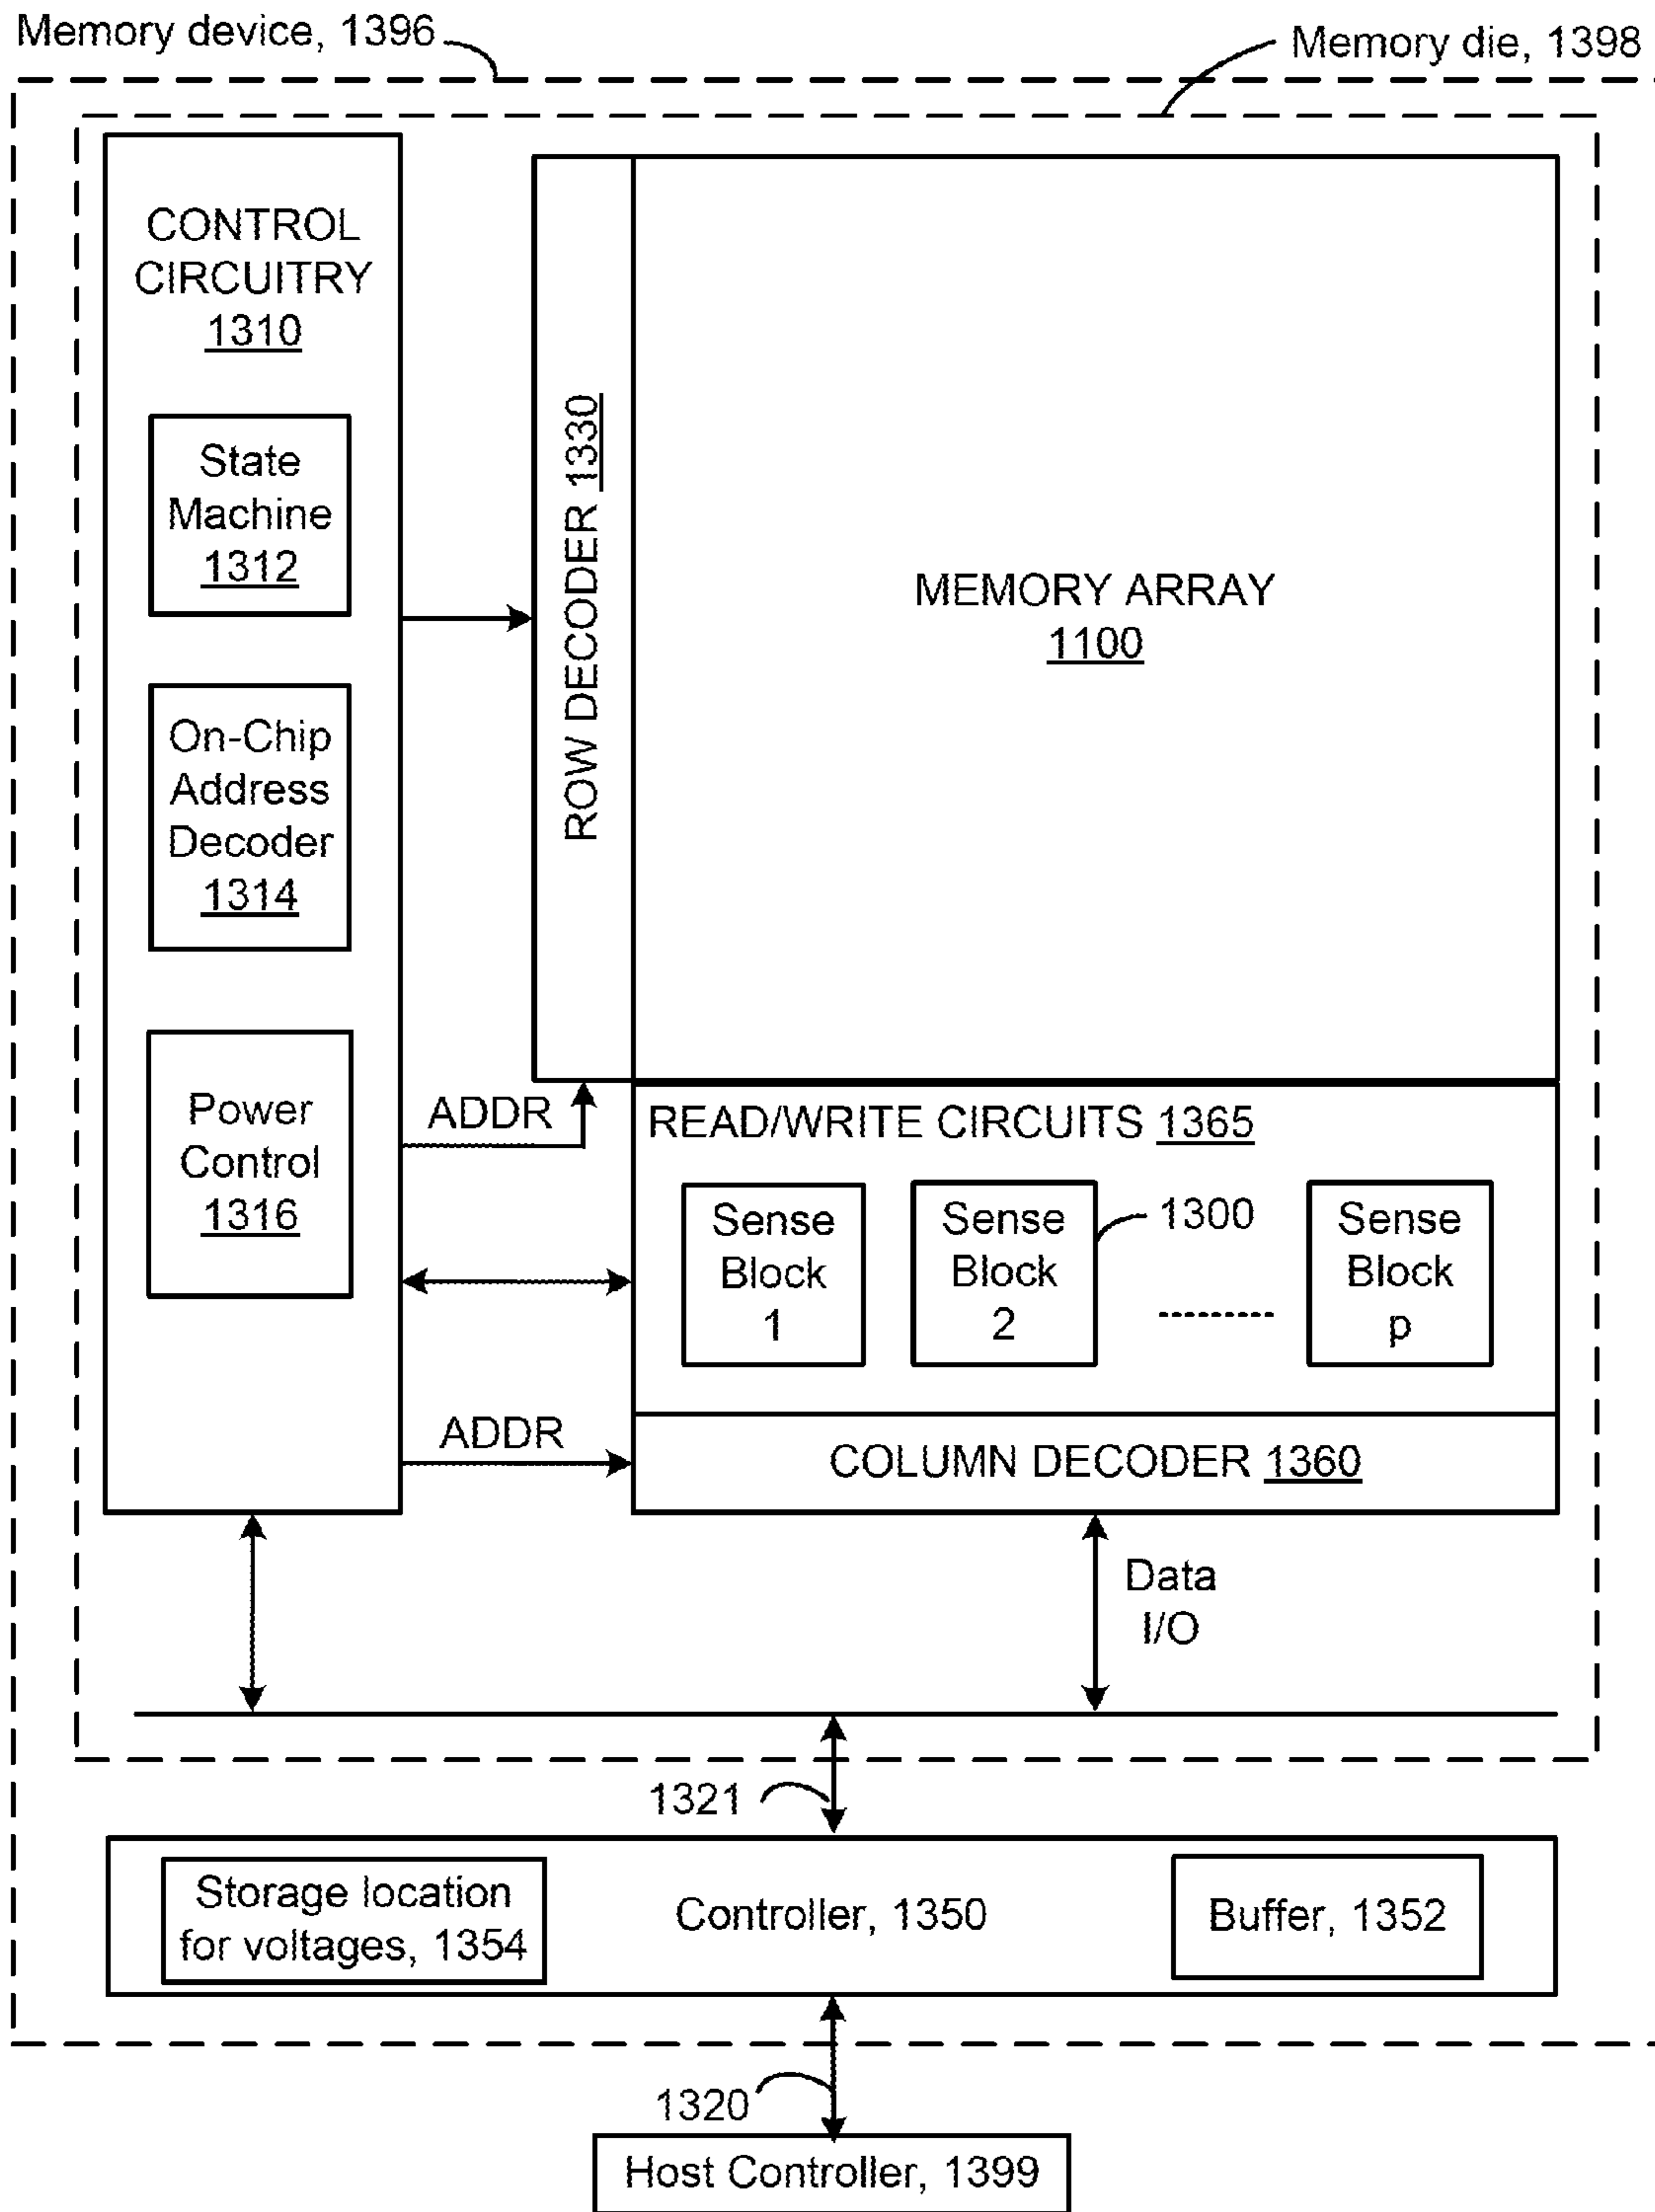 Memory device, 1396
Memory die, 1398
CONTROL
CIRCUITRY
1310
State
Machine
1312
On-Chip
Address
Decoder
1314
Power
Control
1316
ROW DECODER 1330
MEMORY ARRAY
1100
ADDR
READ/WRITE CIRCUITS 1365
Sense
Block
1
Sense
Block
2
1300
Sense
Block
p
ADDR
COLUMN DECODER 1360
Data
I/O
1321
Storage location
for voltages, 1354
Controller, 1350
Buffer, 1352
1320
Host Controller, 1399